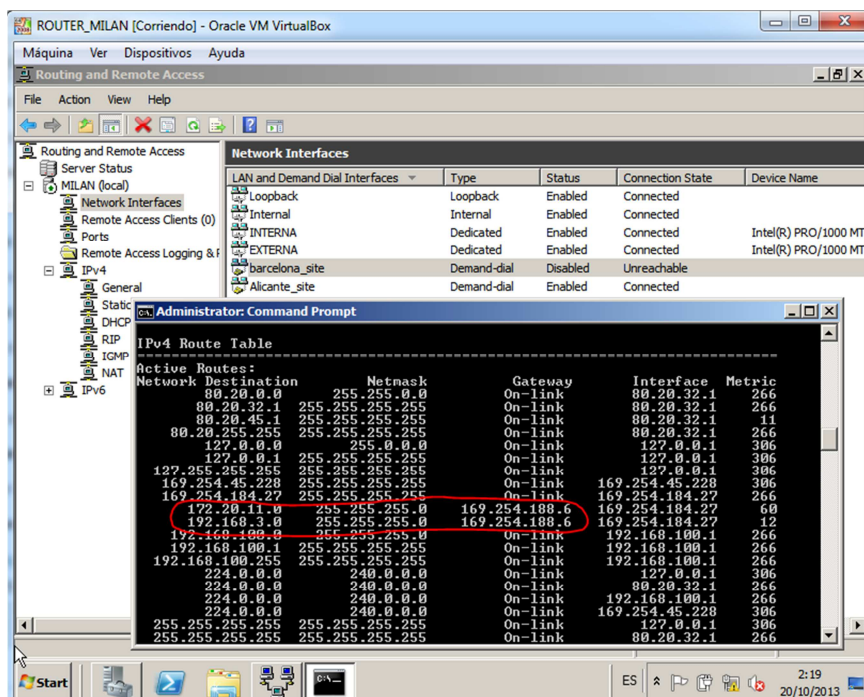 ROUTER_MILAN [Corriendo] - Oracle VM VirtualBox
Máquina Ver Dispositivos Ayuda
Routing and Remote Access
File Action View Help
Routing and Remote Access
Server Status
MILAN (local)
Network Interfaces
Remote Access Clients (0)
Ports
Remote Access Logging & P
IPv4
General
Static
DHCP
RIP
IGMP
NAT
IPv6
Network Interfaces
LAN and Demand Dial Interfaces Type Status Connection State Device Name
Loopback Loopback Enabled Connected
Internal Internal Enabled Connected
INTERNA Dedicated Enabled Connected Intel(R) PRO/1000 MT
EXTERNA Dedicated Enabled Connected Intel(R) PRO/1000 MT
barcelona_site Demand-dial Disabled Unreachable
Alicante_site Demand-dial Enabled Connected
Administrator: Command Prompt
IPv4 Route Table
===========================================================================
Active Routes:
Network Destination Netmask Gateway Interface Metric
80.20.0.0 255.255.0.0 On-link 80.20.32.1 266
80.20.32.1 255.255.255.255 On-link 80.20.32.1 266
80.20.45.1 255.255.255.255 On-link 80.20.32.1 11
80.20.255.255 255.255.255.255 On-link 80.20.32.1 266
127.0.0.0 255.0.0.0 On-link 127.0.0.1 306
127.0.0.1 255.255.255.255 On-link 127.0.0.1 306
127.255.255.255 255.255.255.255 On-link 127.0.0.1 306
169.254.45.228 255.255.255.255 On-link 169.254.45.228 306
169.254.184.27 255.255.255.255 On-link 169.254.184.27 266
172.20.11.0 255.255.255.0 169.254.188.6 169.254.184.27 60
192.168.3.0 255.255.255.0 169.254.188.6 169.254.184.27 12
192.168.100.0 255.255.255.0 On-link 192.168.100.1 266
192.168.100.1 255.255.255.255 On-link 192.168.100.1 266
192.168.100.255 255.255.255.255 On-link 192.168.100.1 266
224.0.0.0 240.0.0.0 On-link 127.0.0.1 306
224.0.0.0 240.0.0.0 On-link 80.20.32.1 266
224.0.0.0 240.0.0.0 On-link 192.168.100.1 266
224.0.0.0 240.0.0.0 On-link 169.254.45.228 306
255.255.255.255 255.255.255.255 On-link 127.0.0.1 306
255.255.255.255 255.255.255.255 On-link 80.20.32.1 266
Start ES 2:19
20/10/2013